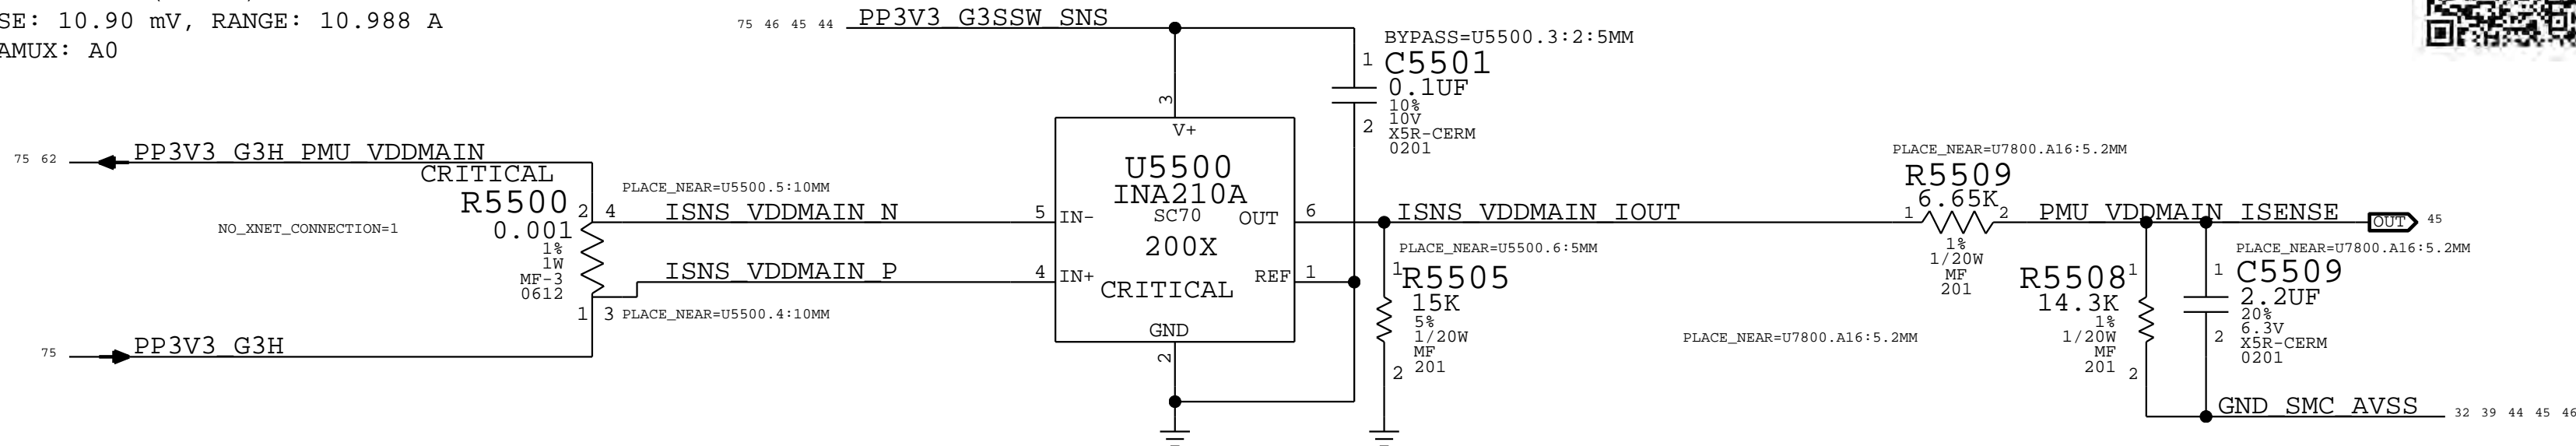 SE: 10.90 mV, RANGE: 10.988 A
AMUX: A0
75 46 45 44 PP3V3_G3SSW_SNS
BYPASS=U5500.3:2:5MM
1 C5501
0.1UF
10%
10V
2 X5R-CERM
0201
3
V+
U5500
INA210A
SC70
200X
CRITICAL
5 IN-
4 IN+
OUT 6
REF 1
GND
2
75 62 PP3V3_G3H_PMU_VDDMAIN
CRITICAL
R5500 2 4
0.001
1%
1W
MF-3
0612
1 3
NO_XNET_CONNECTION=1
PLACE_NEAR=U5500.5:10MM
ISNS_VDDMAIN_N
ISNS_VDDMAIN_P
PLACE_NEAR=U5500.4:10MM
75 PP3V3_G3H
ISNS_VDDMAIN_IOUT
PLACE_NEAR=U5500.6:5MM
1 R5505
15K
5%
1/20W
MF
201
2
PLACE_NEAR=U7800.A16:5.2MM
R5509
6.65K
1 2
1%
1/20W
MF
201
PMU_VDDMAIN_ISENSE OUT 45
PLACE_NEAR=U7800.A16:5.2MM
R5508 1
14.3K
1%
1/20W
MF
201 2
PLACE_NEAR=U7800.A16:5.2MM
1 C5509
2.2UF
20%
6.3V
2 X5R-CERM
0201
GND_SMC_AVSS 32 39 44 45 46